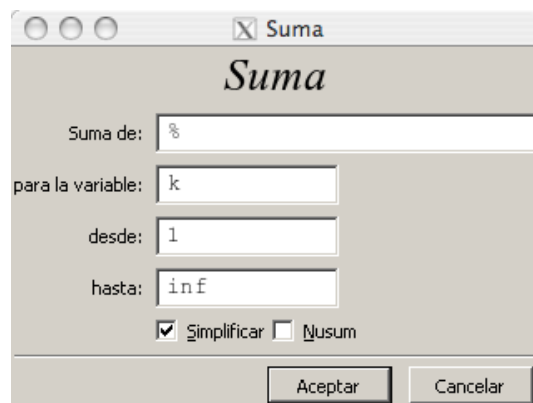 Suma
Suma
Suma de: %
para la variable: k
desde: 1
hasta: inf
Simplificar Nusum
Aceptar Cancelar